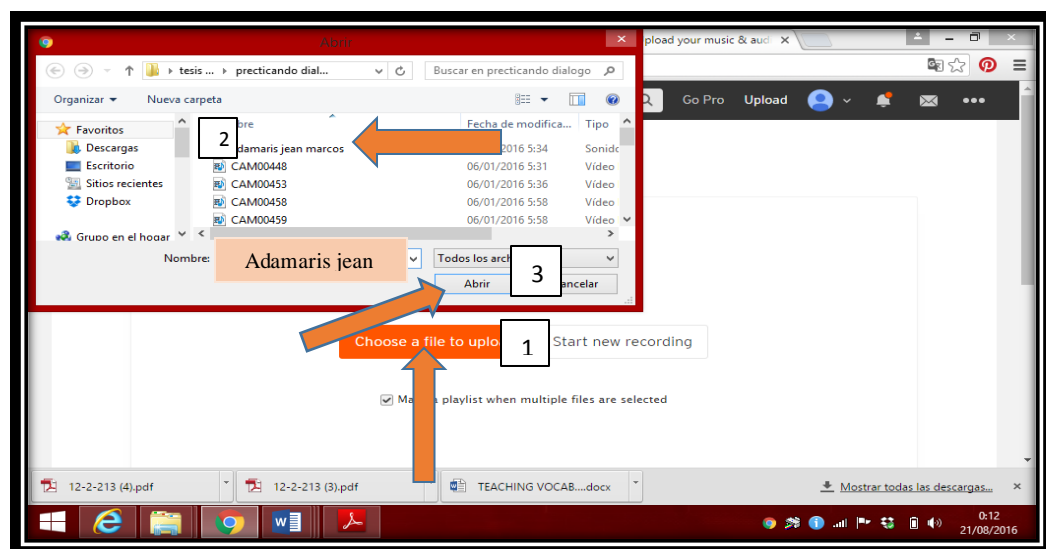 Abrir
pload your music & aud
tesis ... precticando dial...
Buscar en precticando dialogo
Organizar
Nueva carpeta
Go Pro
Upload
Favoritos
Descargas
Escritorio
Sitios recientes
Dropbox
Grupo en el hogar
2
bre
Fecha de modifica...
Tipo
damaris jean marcos
2016 5:34
Sonido
CAM00448
06/01/2016 5:31
Vídeo
CAM00453
06/01/2016 5:36
Vídeo
CAM00458
06/01/2016 5:58
Vídeo
CAM00459
06/01/2016 5:58
Vídeo
Nombre:
Adamaris jean
Todos los arch
3
Abrir
ancelar
Choose a file to uplo
1
Start new recording
Ma a playlist when multiple files are selected
12-2-213 (4).pdf
12-2-213 (3).pdf
TEACHING VOCAB....docx
Mostrar todas las descargas...
0:12
21/08/2016